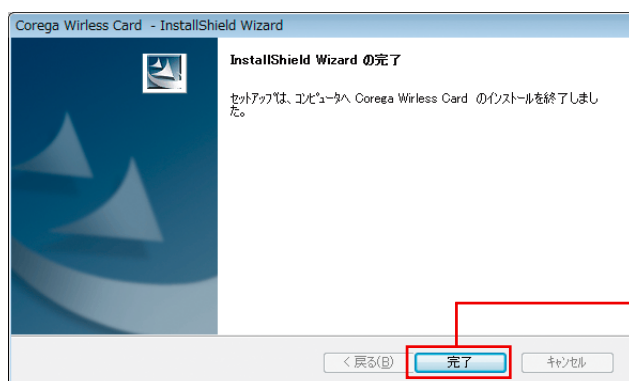 Corega Wirless Card - InstallShield Wizard
InstallShield Wizard の完了
セットアップは、コンピュータへ Corega Wirless Card のインストールを終了しまし
た。
< 戻る(B)
完了
キャンセル